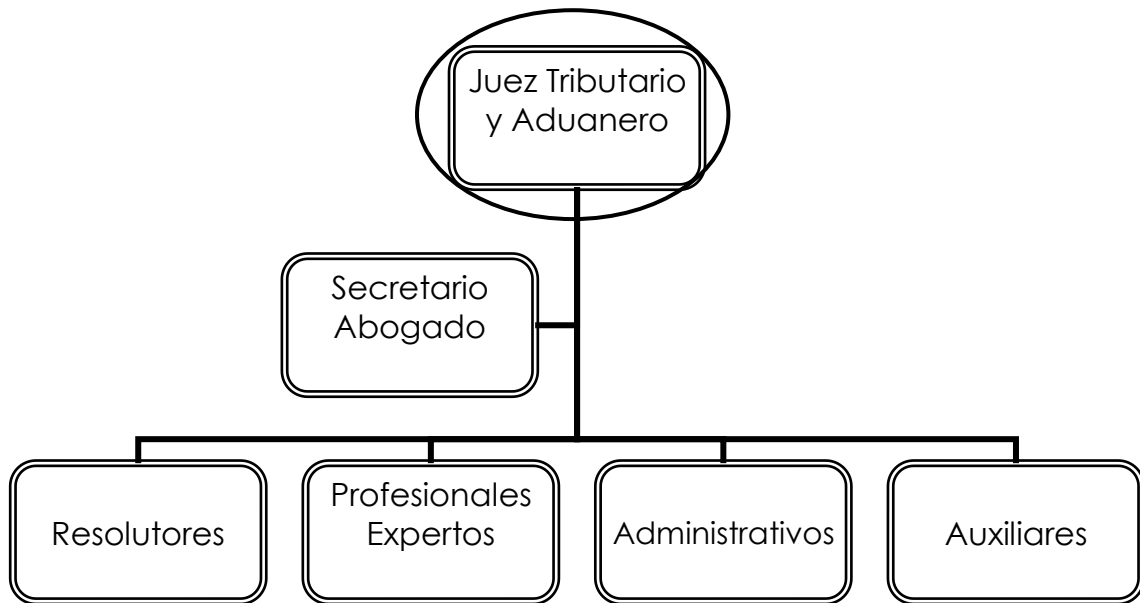 Juez Tributario
y Aduanero
Secretario
Abogado
Resolutores
Profesionales
Expertos
Administrativos
Auxiliares